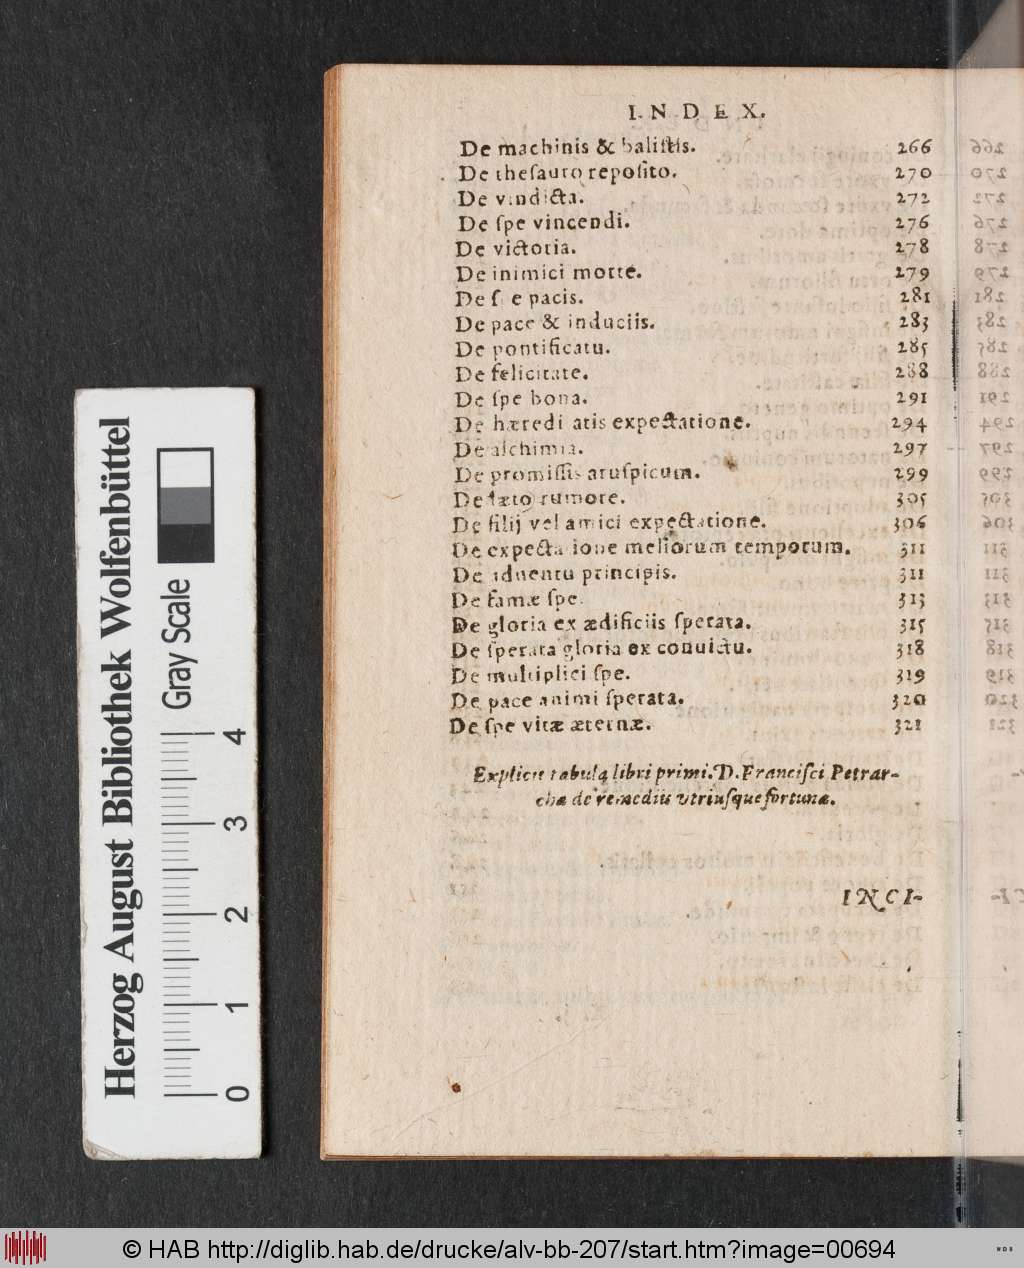 INDEX.
De machinis & balistis. 266
De thesauro reposito. 270
De vindicta. 272
De spe vincendi. 276
De victoria. 278
De inimici morte. 279
De s e pacis. 281
De pace & induciis. 283
De pontificatu. 285
De felicitate. 288
De spe bona. 291
De hæredi atis expectatione. 294
De alchimia. 297
De promissis aruspicum. 299
De læto rumore. 305
De filij vel amici expectatione. 306
De expecta ione meliorum temporum. 311
De aduentu principis. 311
De famæ spe. 313
De gloria ex ædificiis sperata. 315
De sperata gloria ex conuictu. 318
De multiplici spe. 319
De pace animi sperata. 320
De spe vitæ æternæ. 321
Explicit tabula libri primi. D. Francisci Petrar-
chæ de remediis vtriusque fortunæ.
INCI-
Herzog August Bibliothek Wolfenbüttel
Gray Scale
0 1 2 3 4
© HAB http://diglib.hab.de/drucke/alv-bb-207/start.htm?image=00694